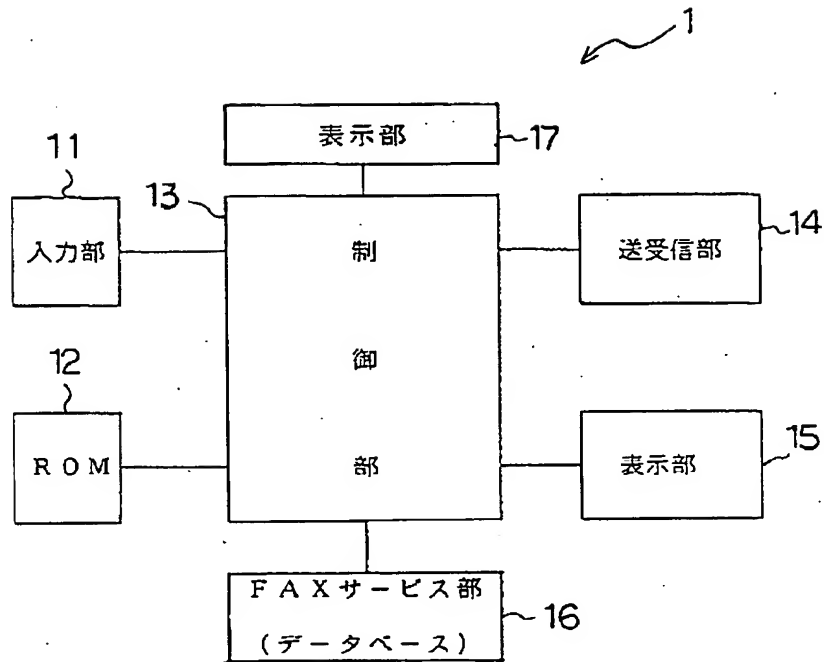 1
表示部
17
11
13
入力部
制
御
部
14
送受信部
12
ROM
15
表示部
FAXサービス部
(データベース)
16